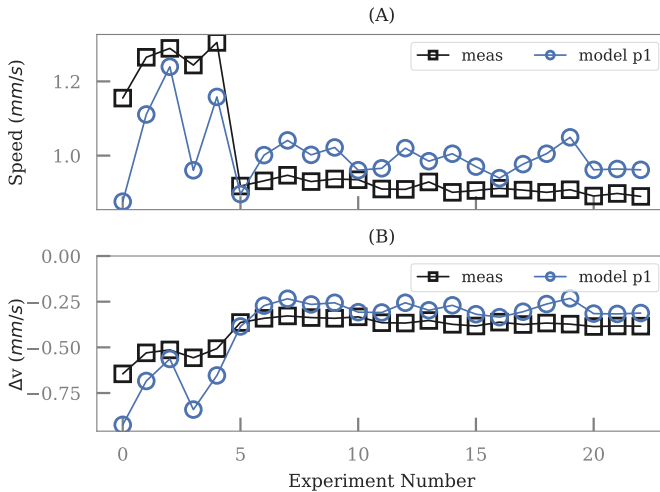 (A)
Speed (mm/s)
1.2
1.0
meas
model p1
(B)
Δv (mm/s)
0.00
−0.25
−0.50
−0.75
meas
model p1
0
5
10
15
20
Experiment Number